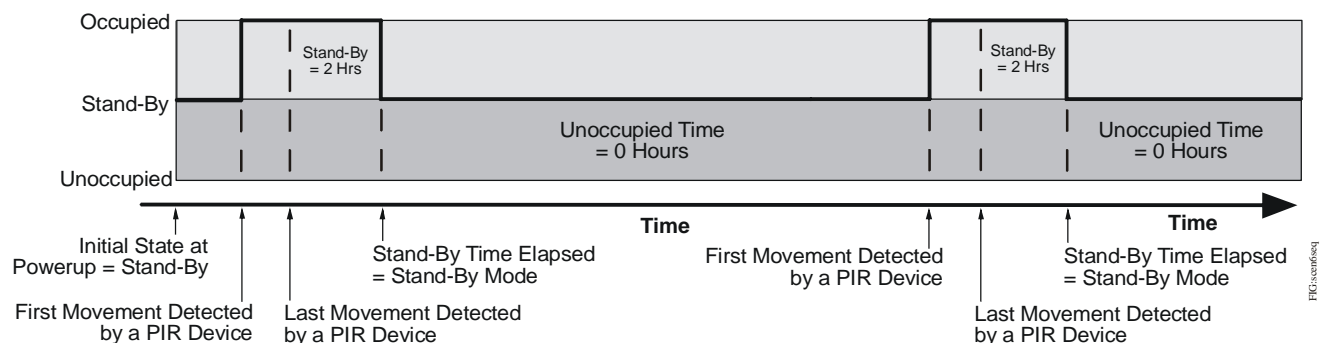 Occupied
Stand-By
= 2 Hrs
Stand-By
= 2 Hrs
Stand-By
Unoccupied Time
= 0 Hours
Unoccupied Time
= 0 Hours
Unoccupied
Time
Time
Initial State at
Powerup = Stand-By
Stand-By Time Elapsed
= Stand-By Mode
First Movement Detected
by a PIR Device
Stand-By Time Elapsed
= Stand-By Mode
First Movement Detected
by a PIR Device
Last Movement Detected
by a PIR Device
Last Movement Detected
by a PIR Device
FIG:scen6seq